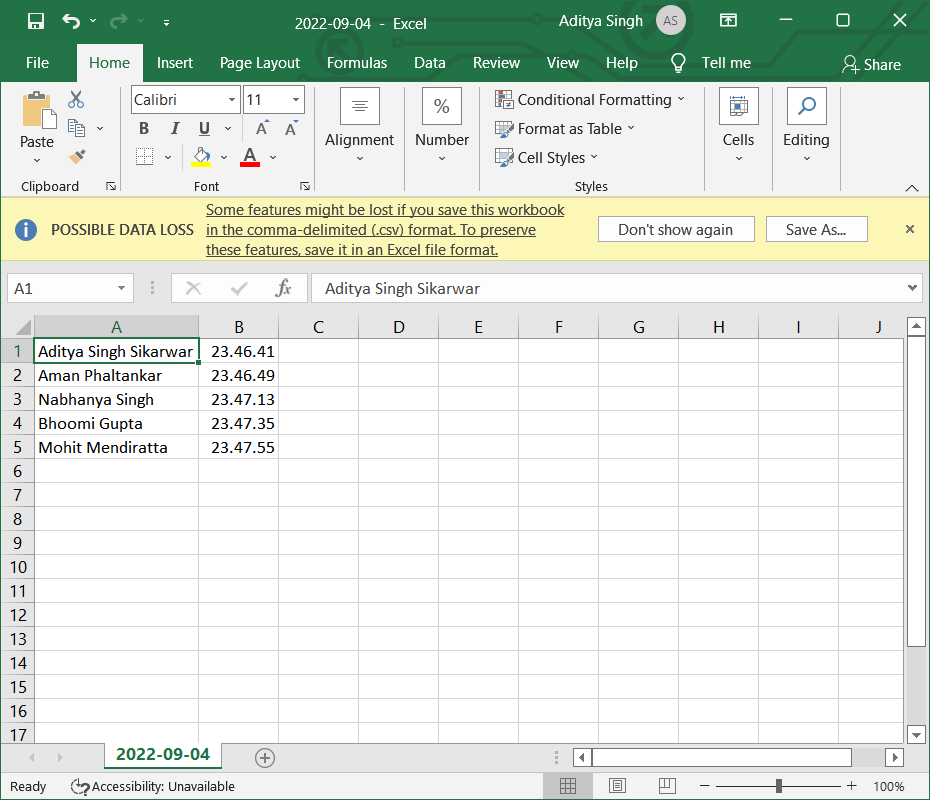 2022-09-04 - Excel
Aditya Singh
AS
File Home Insert Page Layout Formulas Data Review View Help Tell me Share
Paste
Clipboard
Calibri 11
B I U A A
A
Font
Alignment
%
Number
Conditional Formatting
Format as Table
Cell Styles
Styles
Cells
Editing
POSSIBLE DATA LOSS
Some features might be lost if you save this workbook
in the comma-delimited (.csv) format. To preserve
these features, save it in an Excel file format.
Don't show again
Save As...
A1 fx Aditya Singh Sikarwar
A B C D E F G H I J
1 Aditya Singh Sikarwar 23.46.41
2 Aman Phaltankar 23.46.49
3 Nabhanya Singh 23.47.13
4 Bhoomi Gupta 23.47.35
5 Mohit Mendiratta 23.47.55
6
7
8
9
10
11
12
13
14
15
16
17
2022-09-04
Ready Accessibility: Unavailable 100%